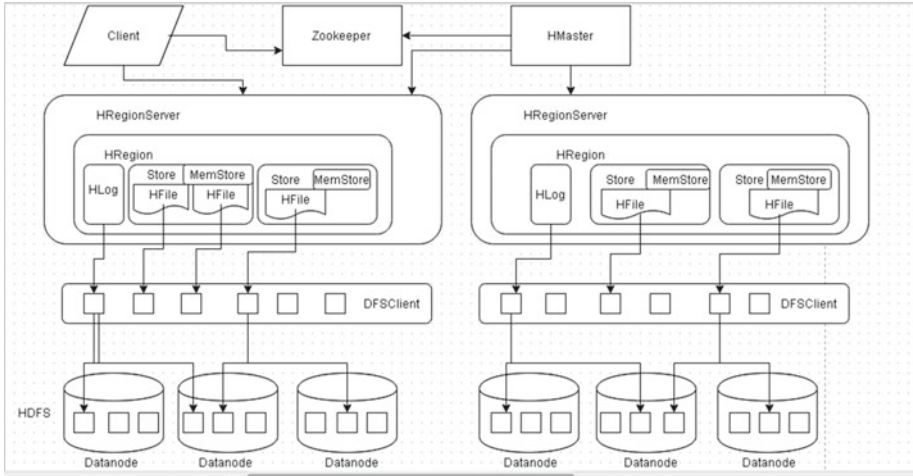 Client
Zookeeper
HMaster
HRegionServer
HRegionServer
HRegion
HRegion
HLog
Store
MemStore
HFile
HFile
Store
MemStore
HFile
HLog
Store
MemStore
HFile
Store
MemStore
HFile
DFSClient
DFSClient
HDFS
Datanode
Datanode
Datanode
Datanode
Datanode
Datanode